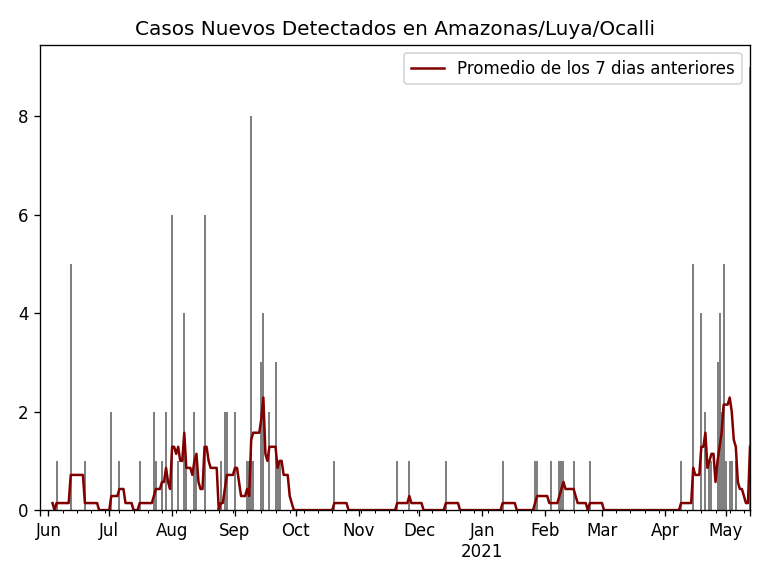 Casos Nuevos Detectados en Amazonas/Luya/Ocalli
Promedio de los 7 dias anteriores
8
6
4
2
0
Jun Jul Aug Sep Oct Nov Dec Jan Feb Mar Apr May
2021